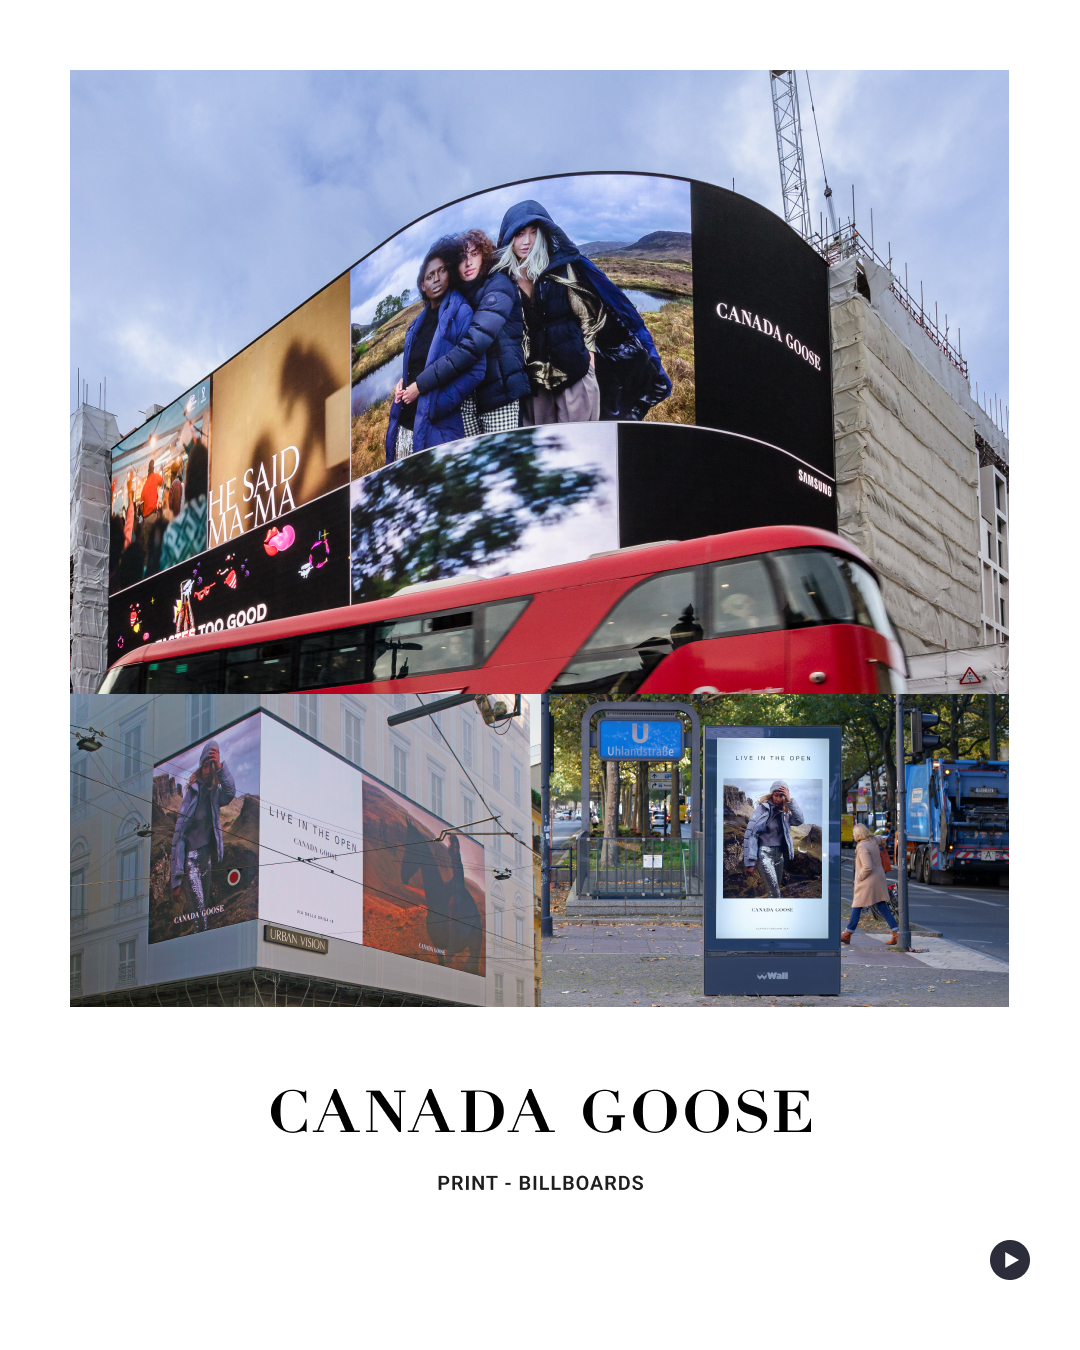 CANADA GOOSE
HE SAID
MA-MA
SAMSUNG
TASTES TOO GOOD
LIVE IN THE OPEN
CANADA GOOSE
CANADA GOOSE
CANADA GOOSE
URBAN VISION
U
Uhlandstraße
LIVE IN THE OPEN
CANADA GOOSE
Wall
A
CANADA GOOSE
PRINT - BILLBOARDS